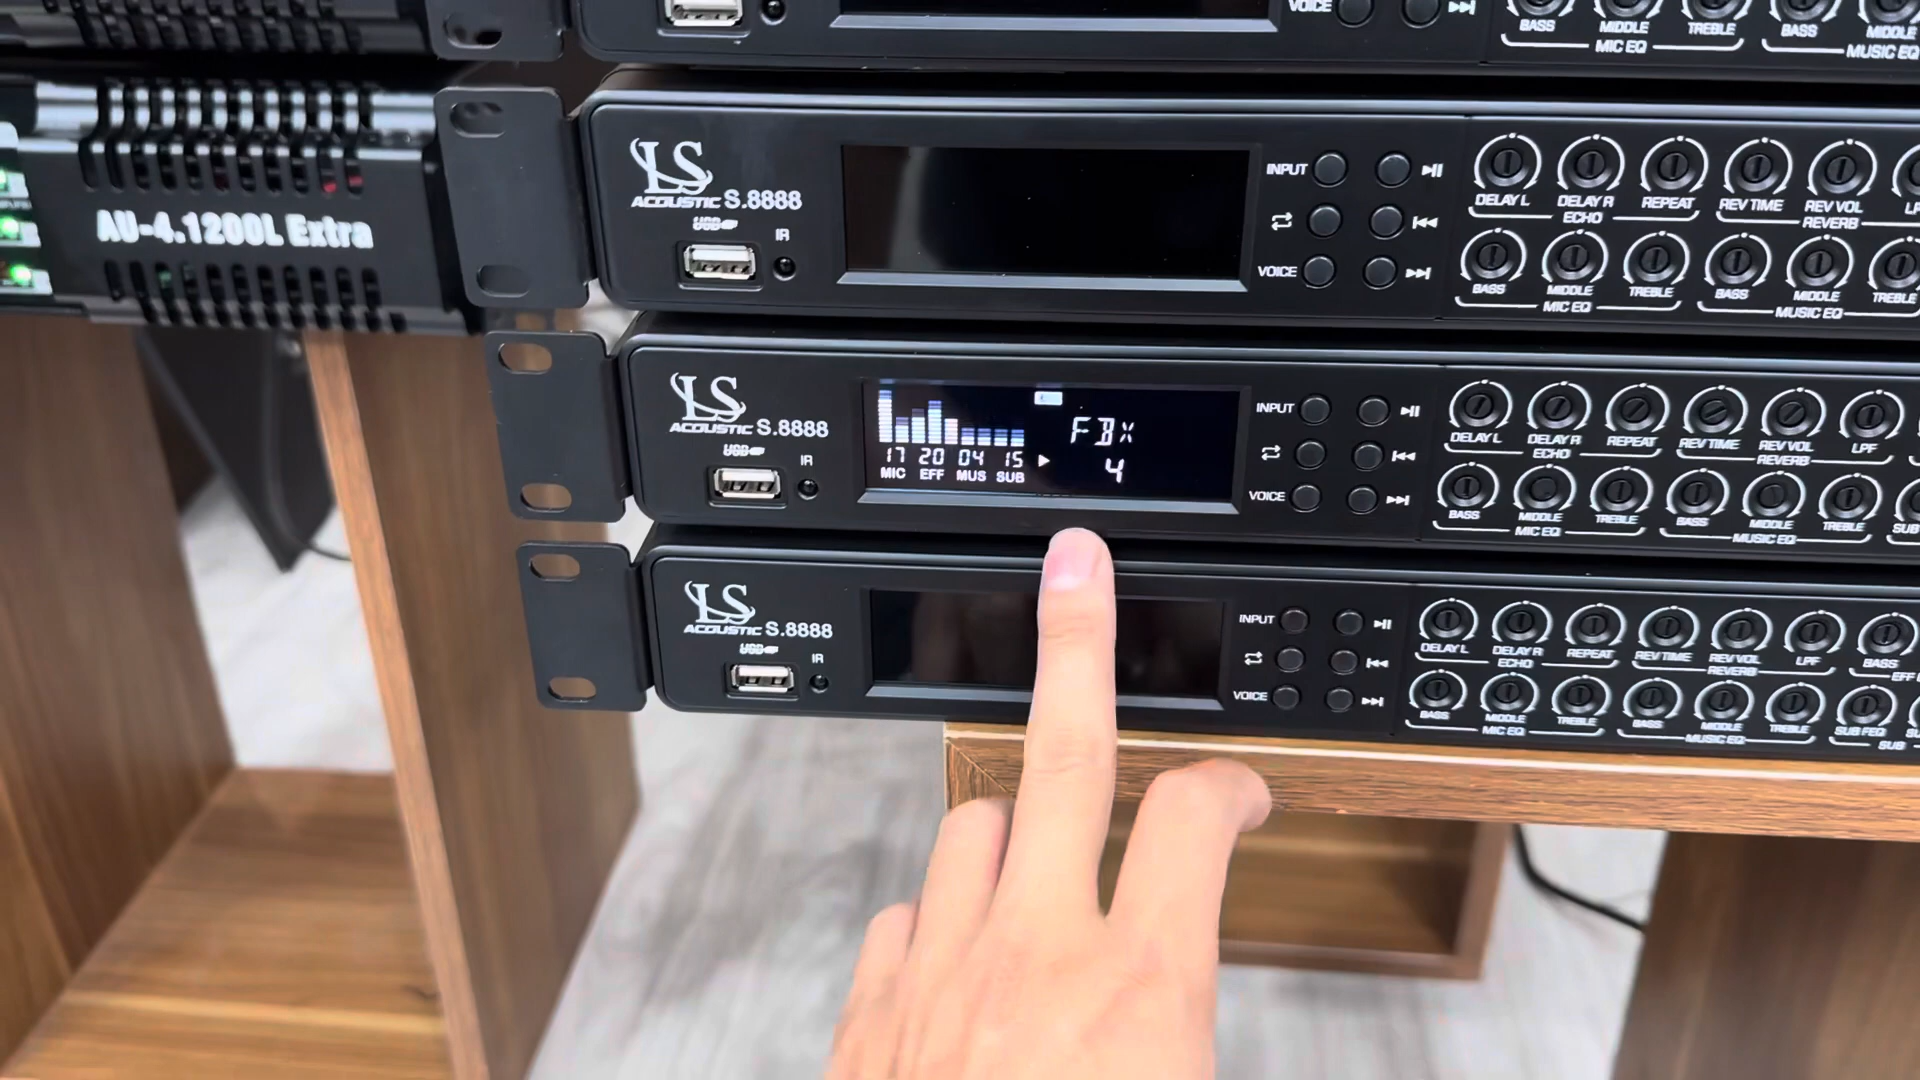 VOICE
BASS MIDDLE TREBLE BASS MIDDLE
MIC EQ MUSIC EQ
AU-4.1200L Extra
LS
ACOUSTIC S.8888
USB
IR
INPUT
VOICE
DELAY L DELAY R REPEAT REV TIME REV VOL
ECHO REVERB
BASS MIDDLE TREBLE BASS MIDDLE TREBLE
MIC EQ MUSIC EQ
LS
ACOUSTIC S.8888
USB
IR
17 20 04 15
MIC EFF MUS SUB
FBX
4
INPUT
VOICE
DELAY L DELAY R REPEAT REV TIME REV VOL LPF
ECHO REVERB
BASS MIDDLE TREBLE BASS MIDDLE TREBLE
MIC EQ MUSIC EQ
LS
ACOUSTIC S.8888
USB
IR
INPUT
VOICE
DELAY L DELAY R REPEAT REV TIME REV VOL LPF BASS
ECHO REVERB
BASS MIDDLE TREBLE BASS MIDDLE TREBLE SUB FEQ
MIC EQ MUSIC EQ SUB